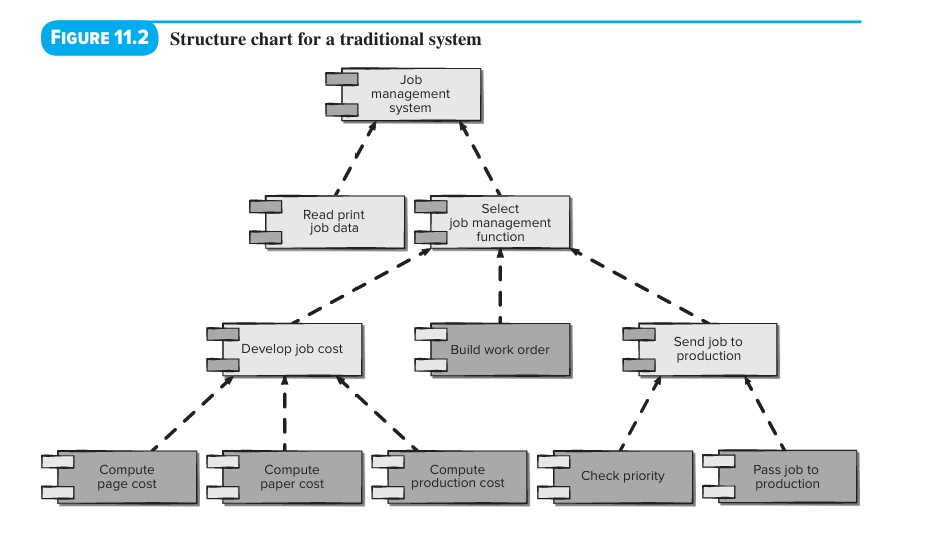 FIGURE 11.2 Structure chart for a traditional system
Job
management
system
Read print
job data
Select
job management
function
Develop job cost
Build work order
Send job to
production
Compute
page cost
Compute
paper cost
Compute
production cost
Check priority
Pass job to
production